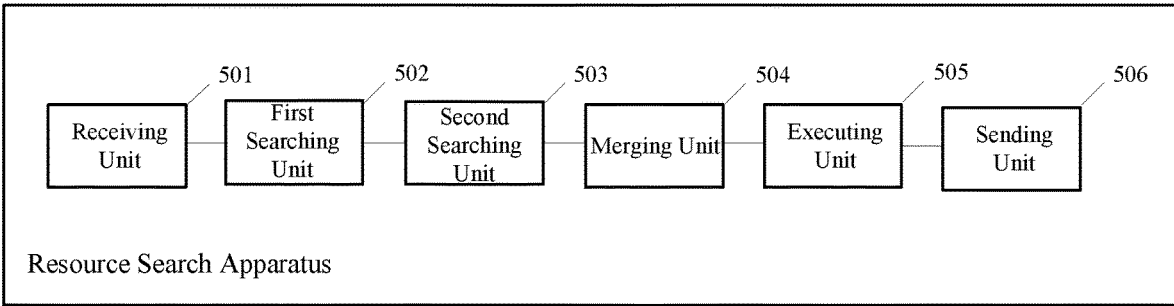 501
502
503
504
505
506
Receiving
Unit
First
Searching
Unit
Second
Searching
Unit
Merging Unit
Executing
Unit
Sending
Unit
Resource Search Apparatus